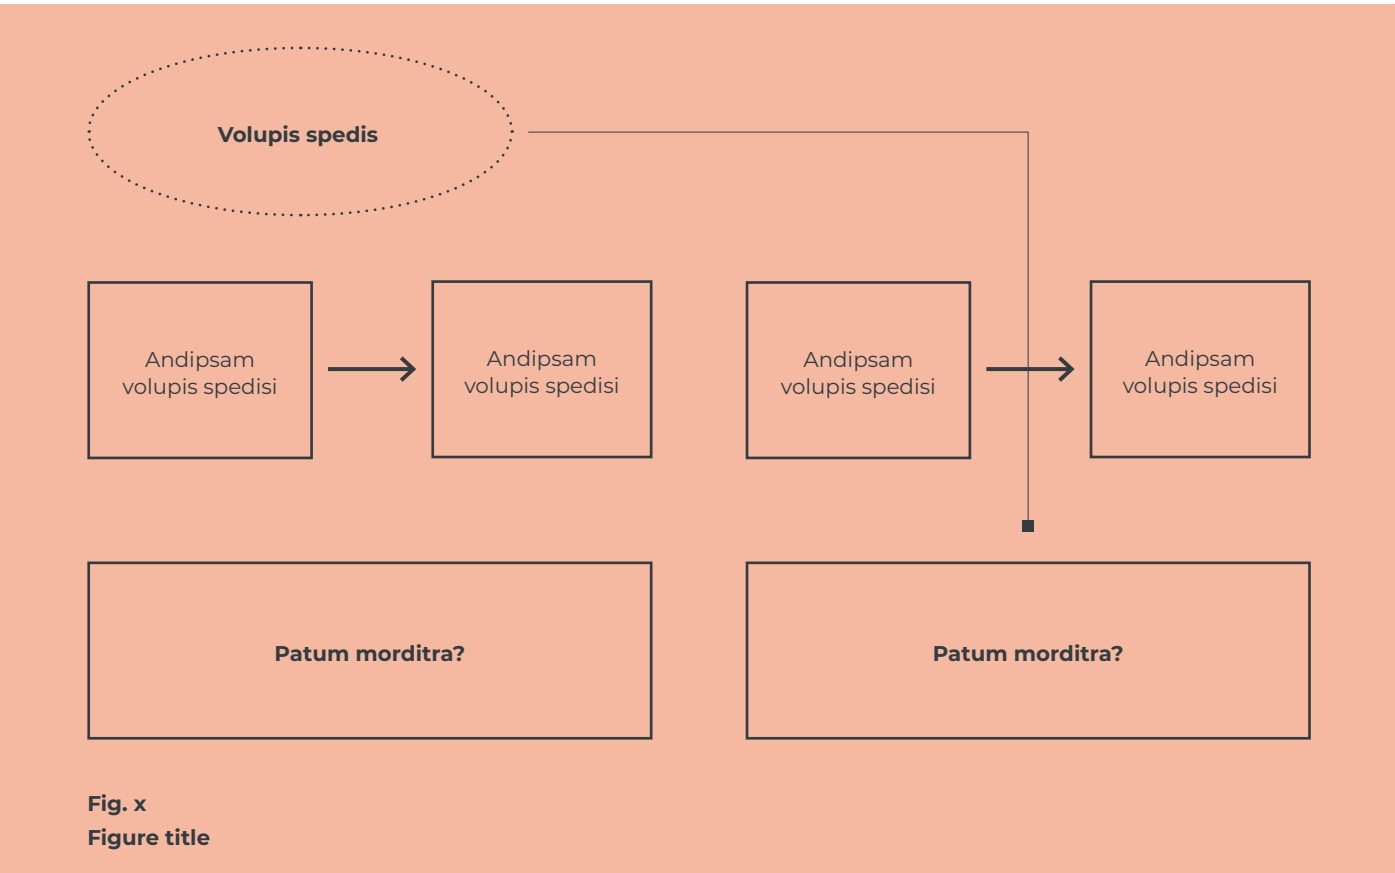 Volupis spedis
Andipsam
volupis spedisi
Andipsam
volupis spedisi
Andipsam
volupis spedisi
Andipsam
volupis spedisi
Patum morditra?
Patum morditra?
Fig. x
Figure title